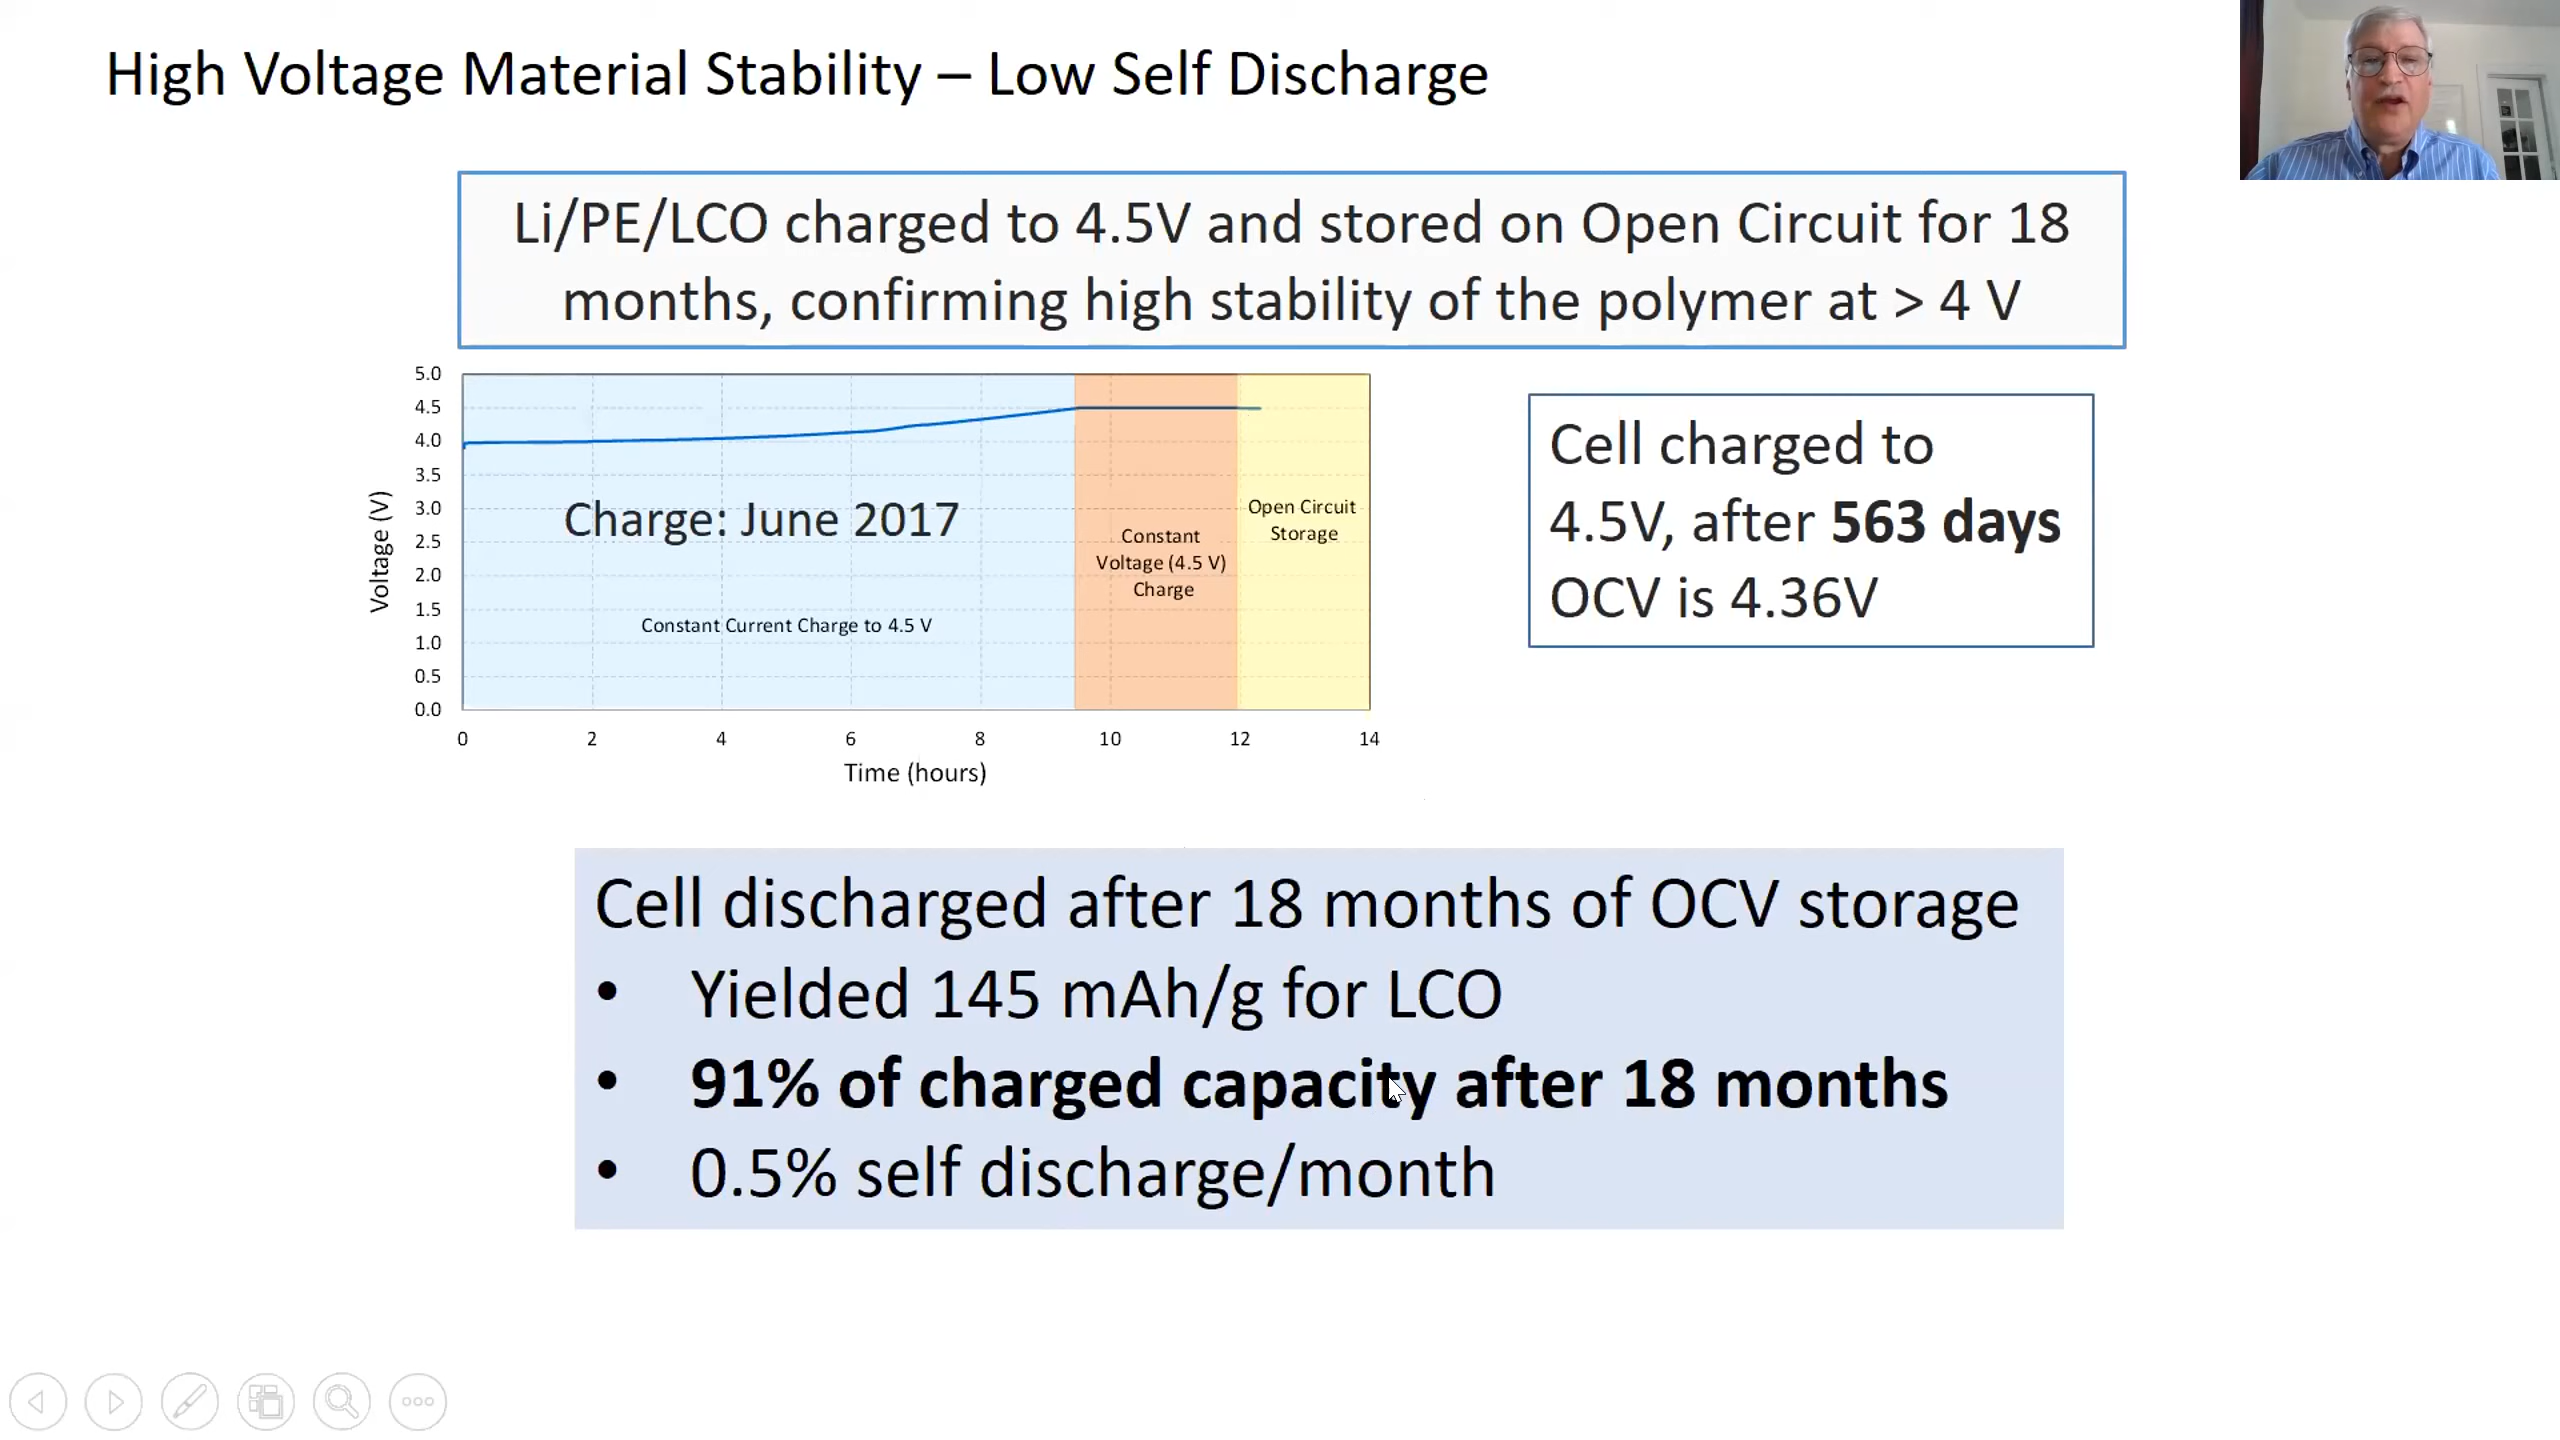 High Voltage Material Stability – Low Self Discharge
Li/PE/LCO charged to 4.5V and stored on Open Circuit for 18
months, confirming high stability of the polymer at > 4 V
5.0
4.5
4.0
3.5
3.0
2.5
2.0
1.5
1.0
0.5
0.0
Voltage (V)
Charge: June 2017
Constant Current Charge to 4.5 V
Constant
Voltage (4.5 V)
Charge
Open Circuit
Storage
0 2 4 6 8 10 12 14
Time (hours)
Cell charged to
4.5V, after 563 days
OCV is 4.36V
Cell discharged after 18 months of OCV storage
• Yielded 145 mAh/g for LCO
• 91% of charged capacity after 18 months
• 0.5% self discharge/month